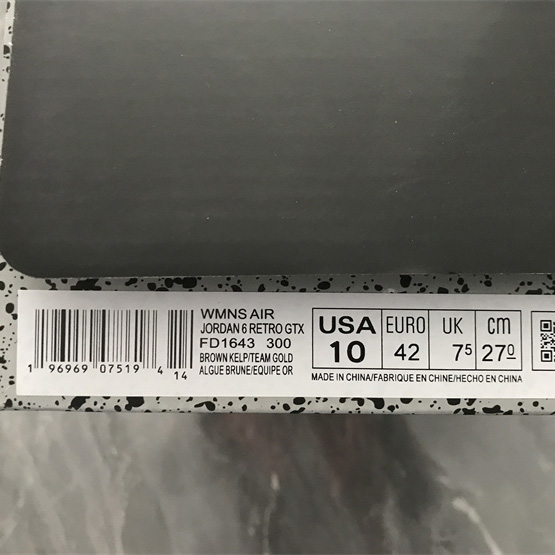 WMNS AIR
JORDAN 6 RETRO GTX
FD1643 300
BROWN KELP/TEAM GOLD
ALGUE BRUNE/EQUIPE OR
1 96969 07519 4 14
USA 10
EURO 42
UK 7.5
cm 27.0
MADE IN CHINA/FABRIQUE EN CHINE/HECHO EN CHINA